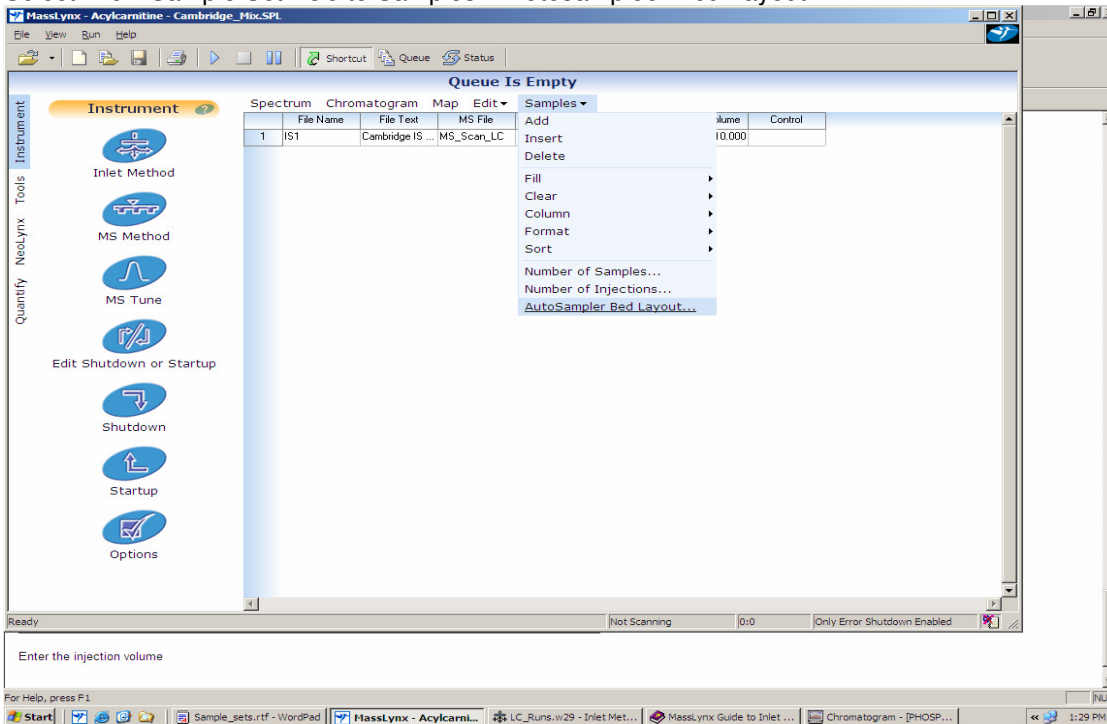 MassLynx - Acylcarnitine - Cambridge_Mix.SPL
File View Run Help
Shortcut Queue Status
Queue Is Empty
Instrument
Tools
NeoLynx
Quantify
Instrument
Inlet Method
MS Method
MS Tune
Edit Shutdown or Startup
Shutdown
Startup
Options
Spectrum Chromatogram Map Edit Samples
File Name File Text MS File Control
1 IS1 Cambridge IS ... MS_Scan_LC 10.000
Add
Insert
Delete
Fill
Clear
Column
Format
Sort
Number of Samples...
Number of Injections...
AutoSampler Bed Layout...
Ready Not Scanning 0:0 Only Error Shutdown Enabled
Enter the injection volume
For Help, press F1
Start Sample_sets.rtf - WordPad MassLynx - Acylcarni... LC_Runs.w29 - Inlet Met... MassLynx Guide to Inlet ... Chromatogram - [PHOSP... 1:29 PM